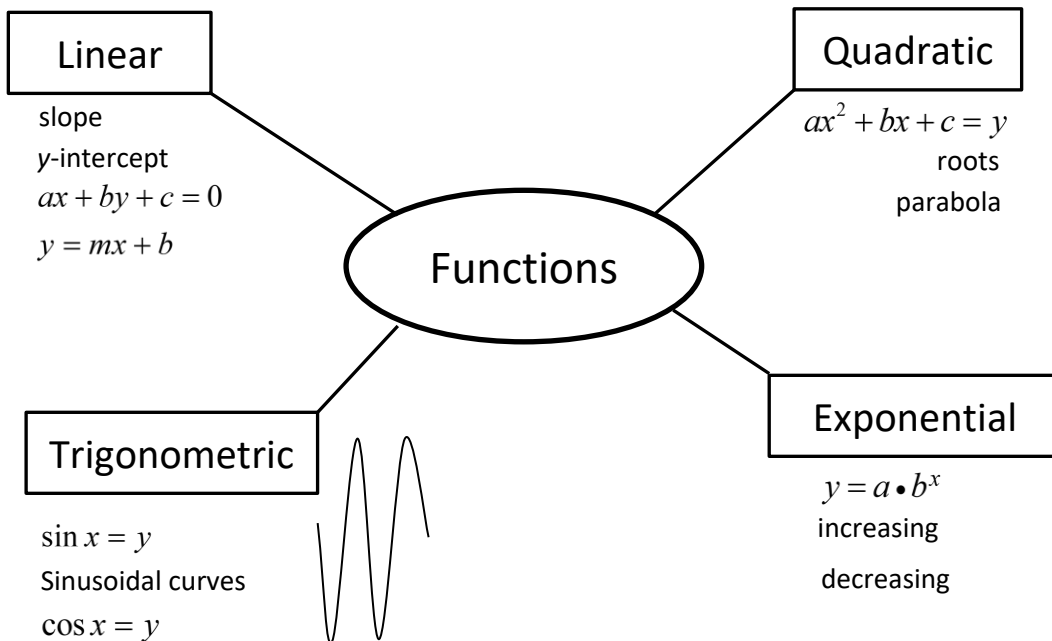 Linear
slope
y-intercept
ax + by + c = 0
y = mx + b
Quadratic
ax² + bx + c = y
roots
parabola
Functions
Trigonometric
sin x = y
Sinusoidal curves
cos x = y
Exponential
y = a • bˣ
increasing
decreasing